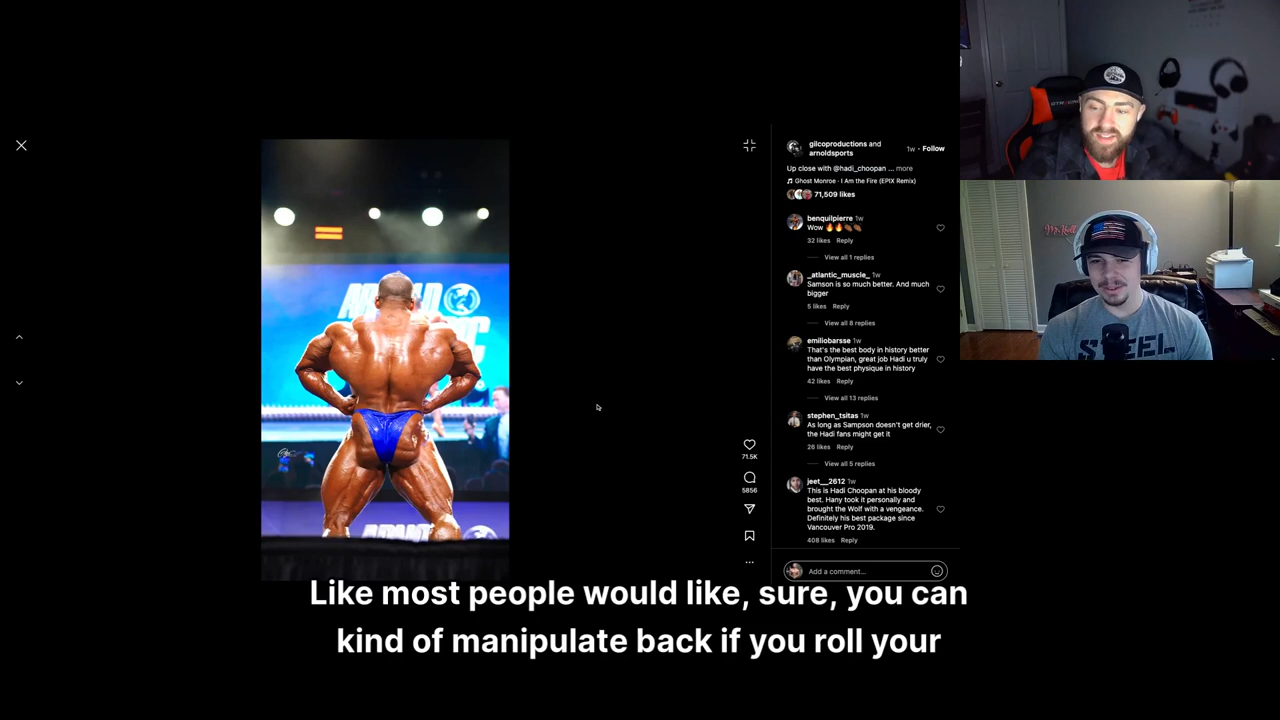 gilcoproductions and
arnoldsports
1w · Follow
Up close with @hadi_choopan ... more
Ghost Monroe · I Am the Fire (EPIX Remix)
71,509 likes
benquilpierre 1w
Wow 🔥🔥👏🏾👏🏾
32 likes Reply
View all 1 replies
_atlantic_muscle_ 1w
Samson is so much better. And much
bigger
5 likes Reply
View all 8 replies
emiliobarsse 1w
That's the best body in history better
than Olympian, great job Hadi u truly
have the best physique in history
42 likes Reply
View all 13 replies
stephen_tsitas 1w
As long as Sampson doesn't get drier,
the Hadi fans might get it
26 likes Reply
View all 5 replies
jeet__2612 1w
This is Hadi Choopan at his bloody
best. Hany took it personally and
brought the Wolf with a vengeance.
Definitely his best package since
Vancouver Pro 2019.
408 likes Reply
Add a comment...
71.5K
5856
STEEL
Like most people would like, sure, you can
kind of manipulate back if you roll your